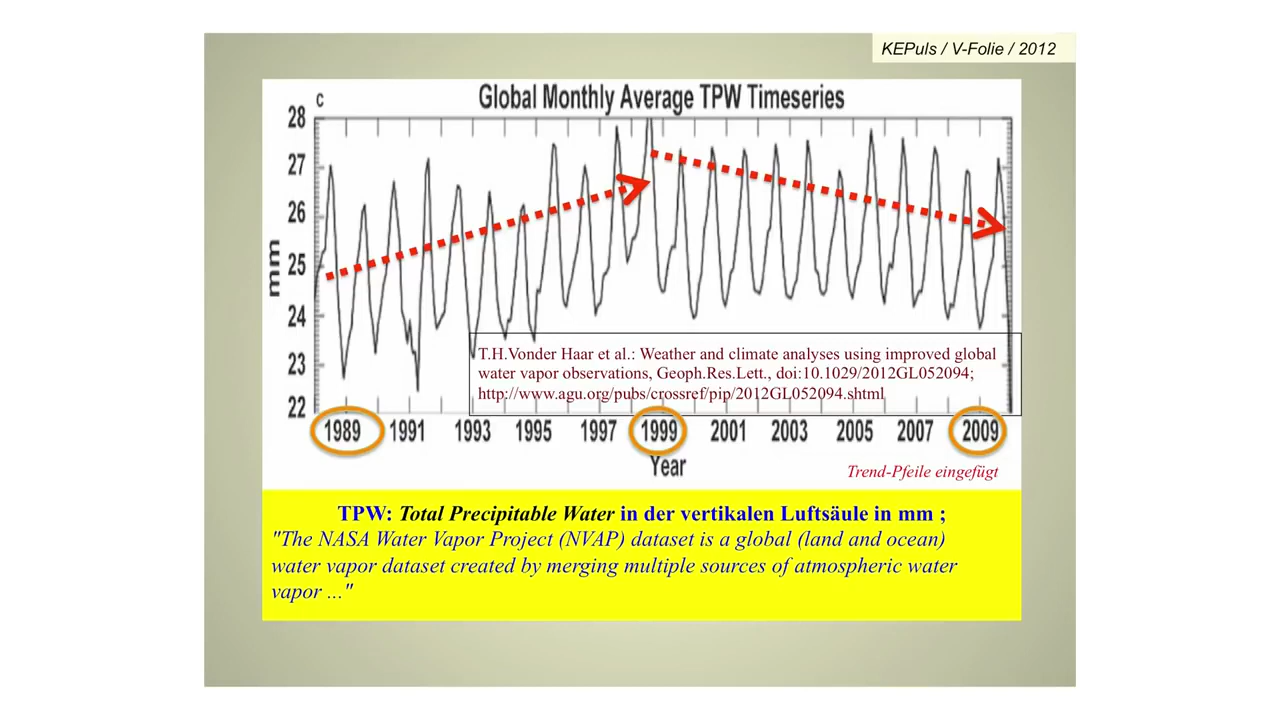 KEPuls / V-Folie / 2012
C
Global Monthly Average TPW Timeseries
28
27
26
25
24
23
22
mm
T.H.Vonder Haar et al.: Weather and climate analyses using improved global
water vapor observations, Geoph.Res.Lett., doi:10.1029/2012GL052094;
http://www.agu.org/pubs/crossref/pip/2012GL052094.shtml
1989 1991 1993 1995 1997 1999 2001 2003 2005 2007 2009
Year
Trend-Pfeile eingefügt
TPW: Total Precipitable Water in der vertikalen Luftsäule in mm ;
"The NASA Water Vapor Project (NVAP) dataset is a global (land and ocean)
water vapor dataset created by merging multiple sources of atmospheric water
vapor ..."